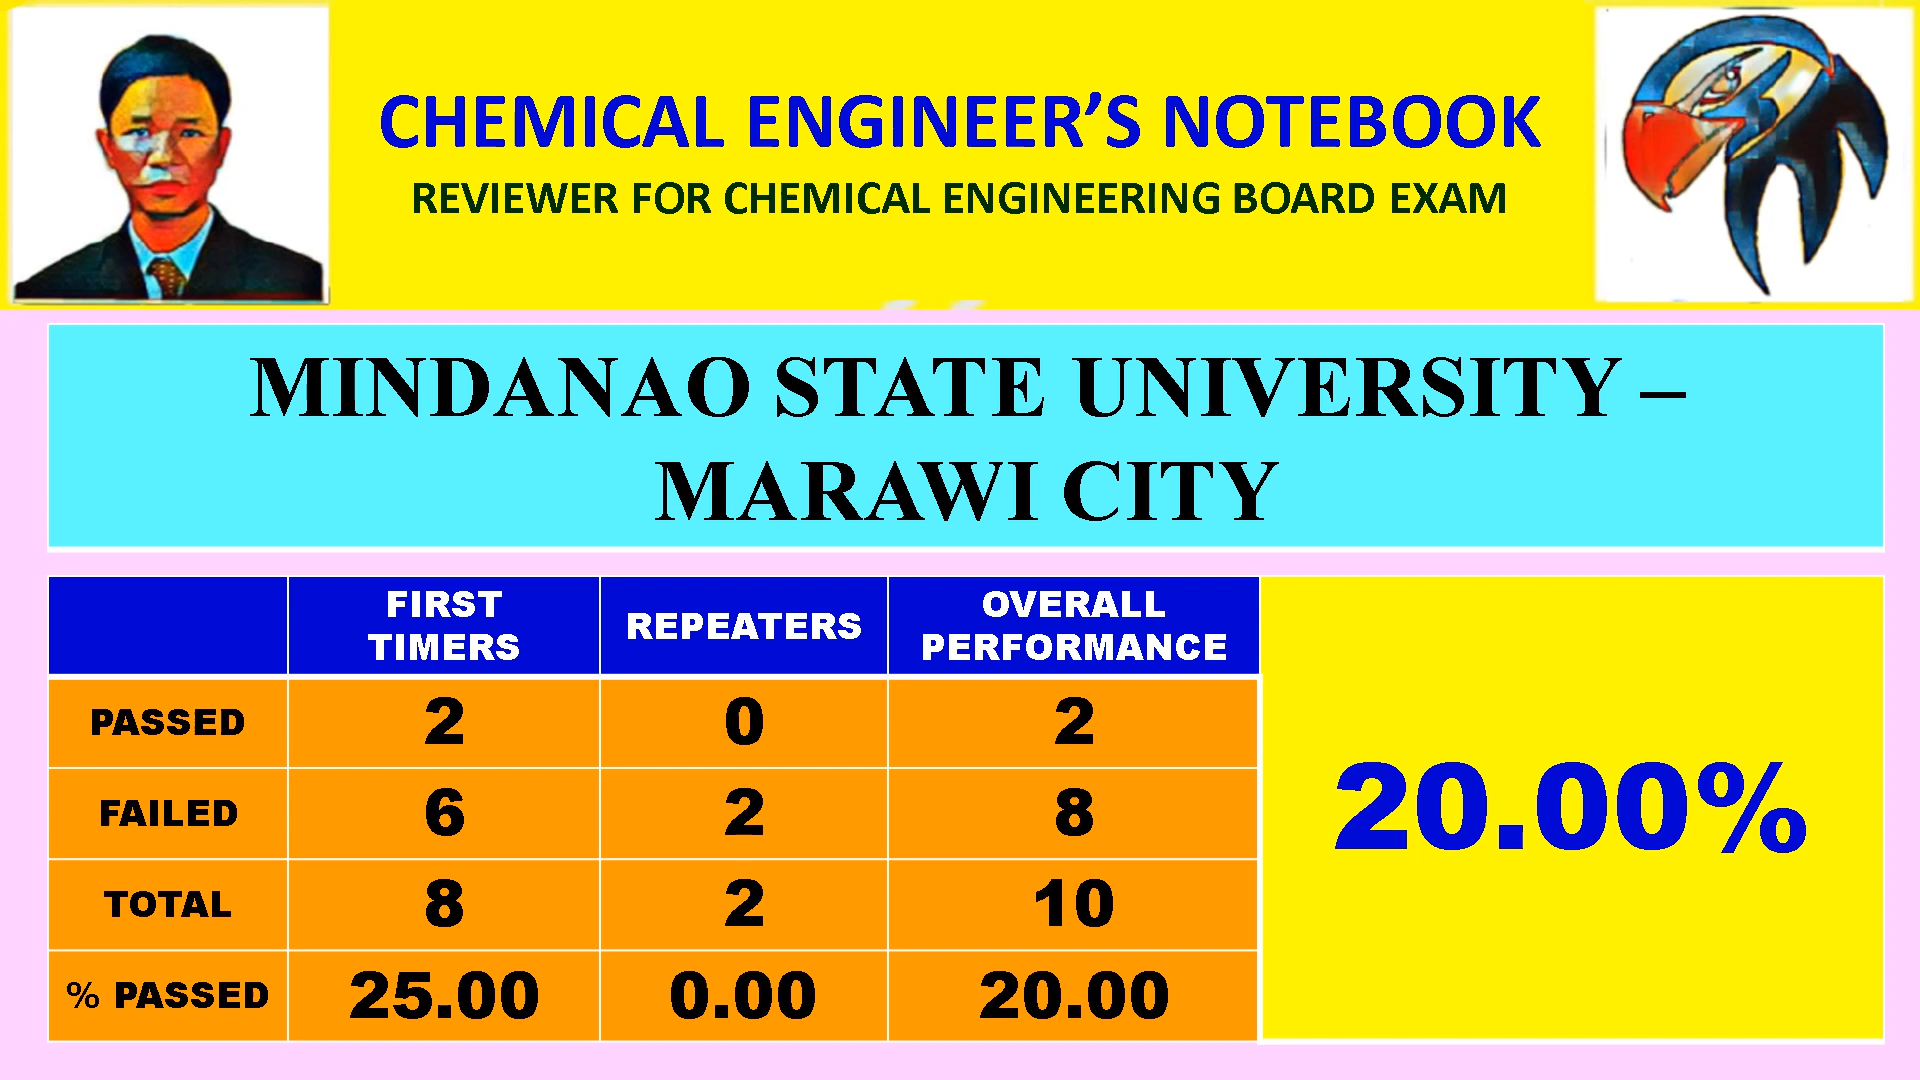 CHEMICAL ENGINEER’S NOTEBOOK
REVIEWER FOR CHEMICAL ENGINEERING BOARD EXAM
MINDANAO STATE UNIVERSITY –
MARAWI CITY
FIRST TIMERS REPEATERS OVERALL PERFORMANCE
PASSED 2 0 2
FAILED 6 2 8
TOTAL 8 2 10
% PASSED 25.00 0.00 20.00
20.00%